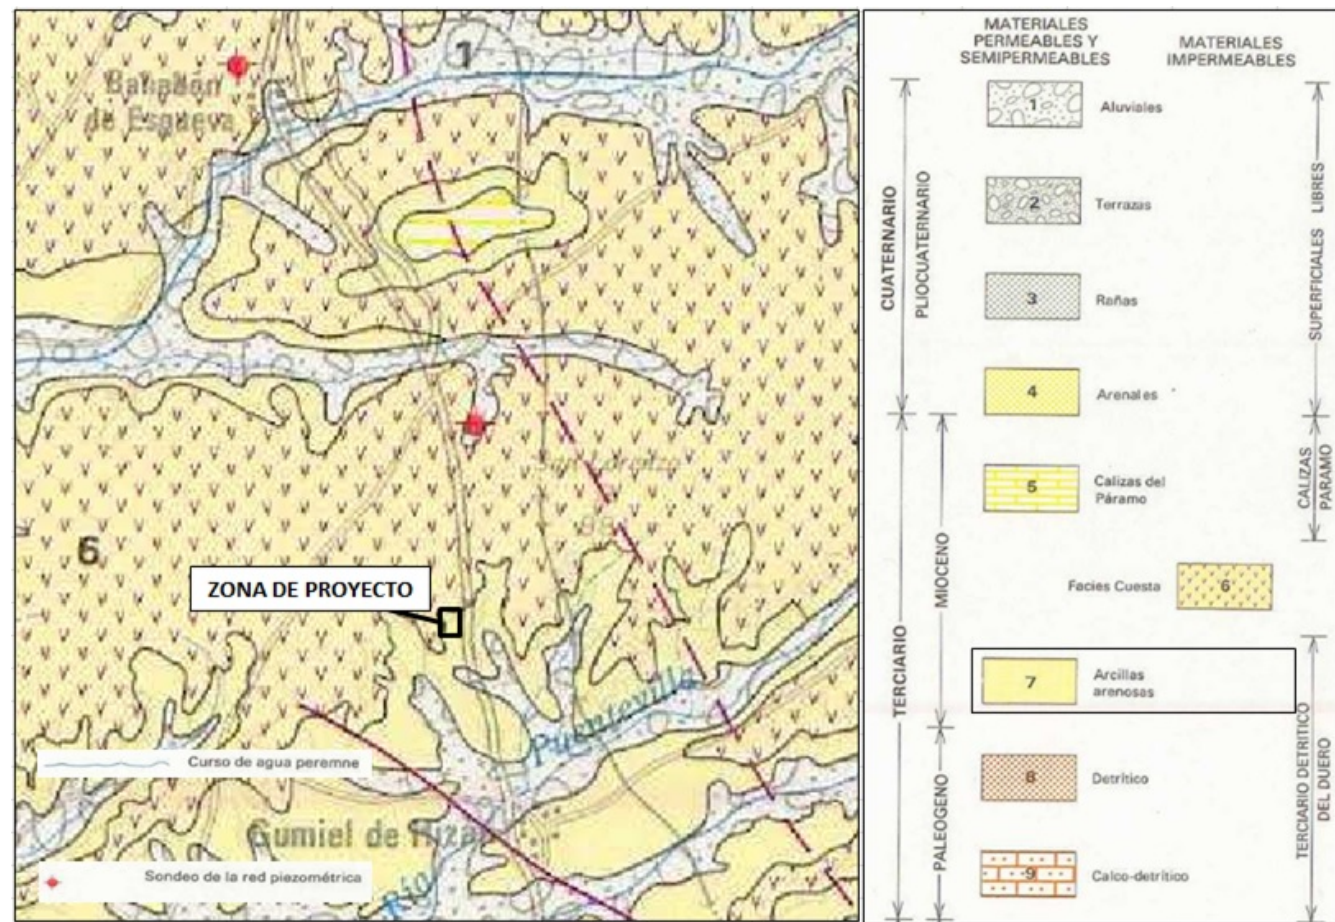 1
Bahabón
de Esgueva
San Lorenzo
6
ZONA DE PROYECTO
Puentevilla
Curso de agua peremne
Gumiel de Hizán
Sondeo de la red piezométrica
Río
MATERIALES
PERMEABLES Y
SEMIPERMEABLES
MATERIALES
IMPERMEABLES
CUATERNARIO
PLIOCUATERNARIO
1 Aluviales
2 Terrazas
3 Rañas
4 Arenales
SUPERFICIALES LIBRES
TERCIARIO
MIOCENO
5 Calizas del
Páramo
CALIZAS
PARAMO
Facies Cuesta 6
7 Arcillas
arenosas
PALEOGENO
8 Detrítico
9 Calco-detrítico
TERCIARIO DETRITICO
DEL DUERO